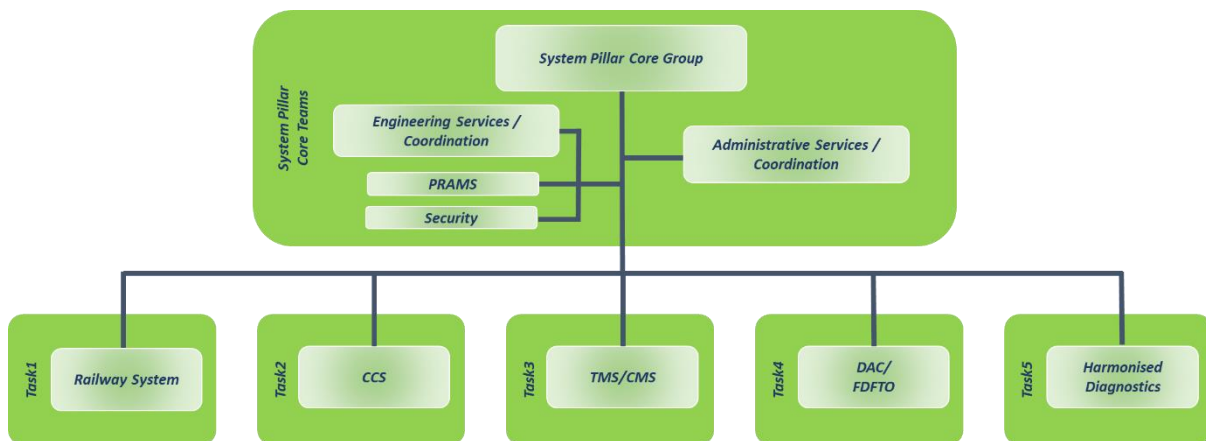 System Pillar Core Group
System Pillar
Core Teams
Engineering Services /
Coordination
Administrative Services /
Coordination
PRAMS
Security
Task1
Railway System
Task2
CCS
Task3
TMS/CMS
Task4
DAC/
FDFTO
Task5
Harmonised
Diagnostics